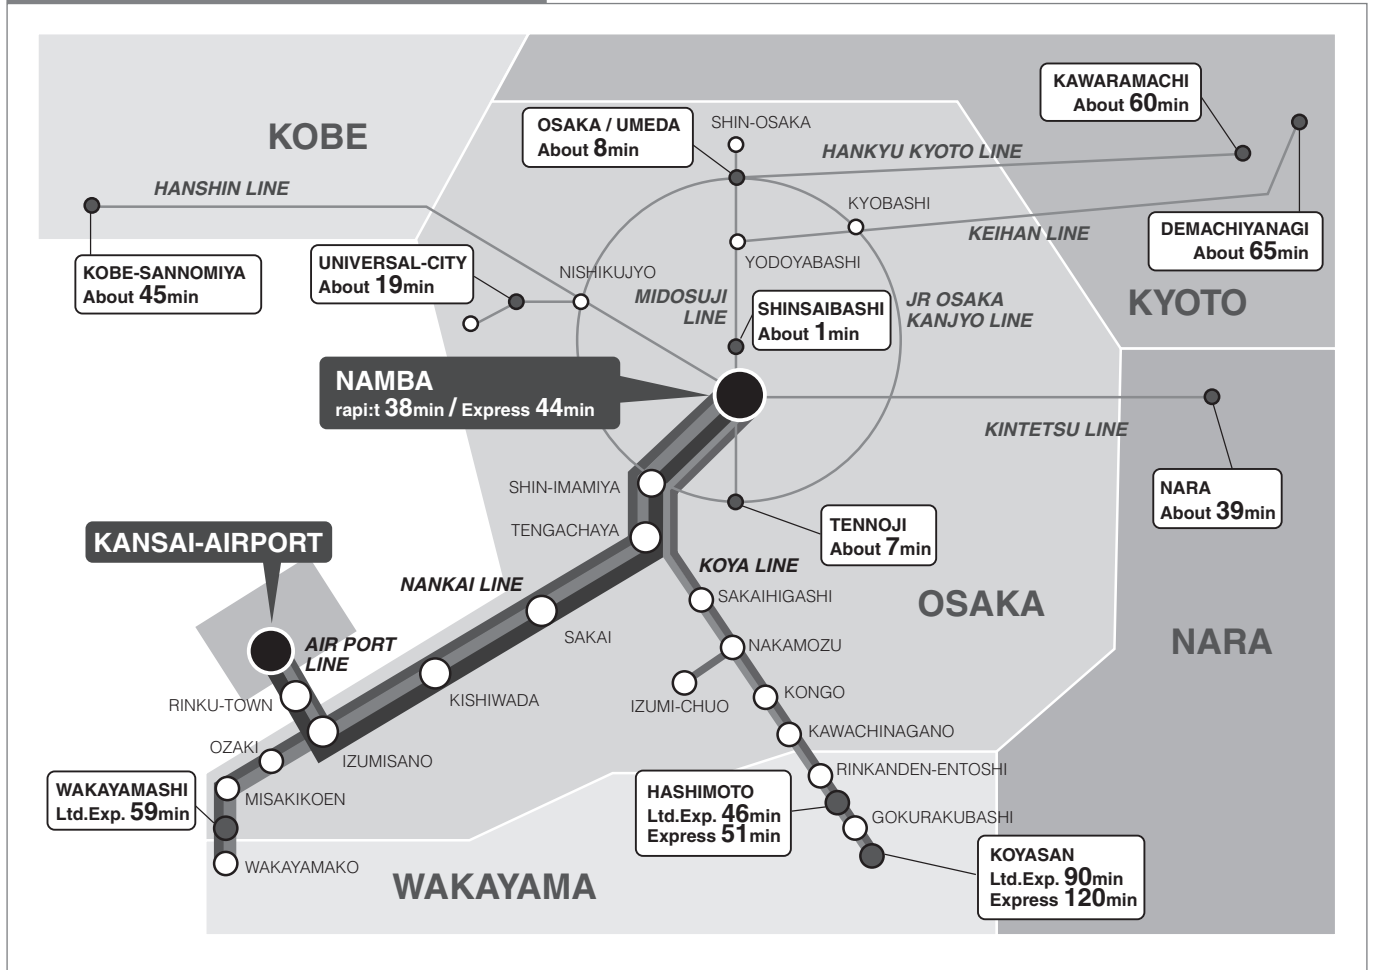 KAWARAMACHI
About 60min
OSAKA / UMEDA
About 8min
SHIN-OSAKA
KOBE
HANKYU KYOTO LINE
HANSHIN LINE
KYOBASHI
KEIHAN LINE
DEMACHIYANAGI
About 65min
KOBE-SANNOMIYA
About 45min
UNIVERSAL-CITY
About 19min
NISHIKUJYO
YODOYABASHI
MIDOSUJI
LINE
SHINSAIBASHI
About 1min
JR OSAKA
KANJYO LINE
KYOTO
NAMBA
rapi:t 38min / Express 44min
KINTETSU LINE
NARA
About 39min
SHIN-IMAMIYA
TENGACHAYA
TENNOJI
About 7min
KANSAI-AIRPORT
NANKAI LINE
KOYA LINE
SAKAIHIGASHI
OSAKA
SAKAI
NAKAMOZU
NARA
AIR PORT
LINE
RINKU-TOWN
KISHIWADA
IZUMI-CHUO
KONGO
KAWACHINAGANO
OZAKI
IZUMISANO
RINKANDEN-ENTOSHI
WAKAYAMASHI
Ltd.Exp. 59min
MISAKIKOEN
HASHIMOTO
Ltd.Exp. 46min
Express 51min
GOKURAKUBASHI
WAKAYAMAKO
WAKAYAMA
KOYASAN
Ltd.Exp. 90min
Express 120min